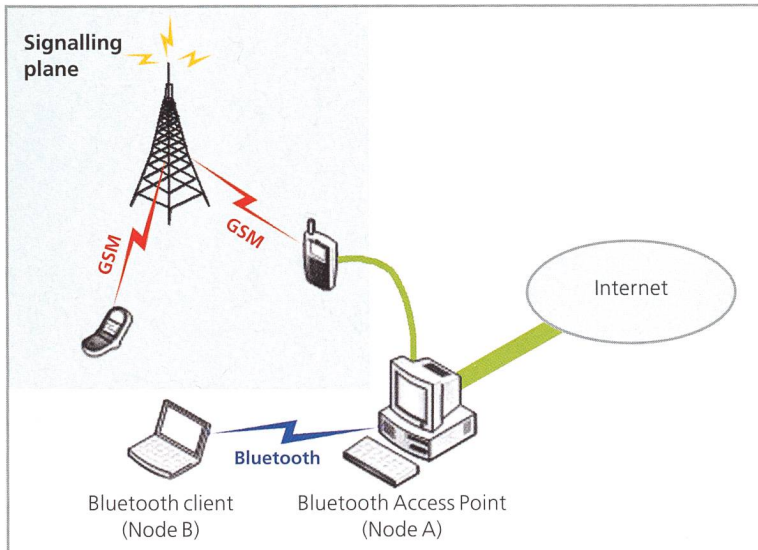 Signalling
plane
GSM
GSM
Internet
Bluetooth
Bluetooth client
(Node B)
Bluetooth Access Point
(Node A)